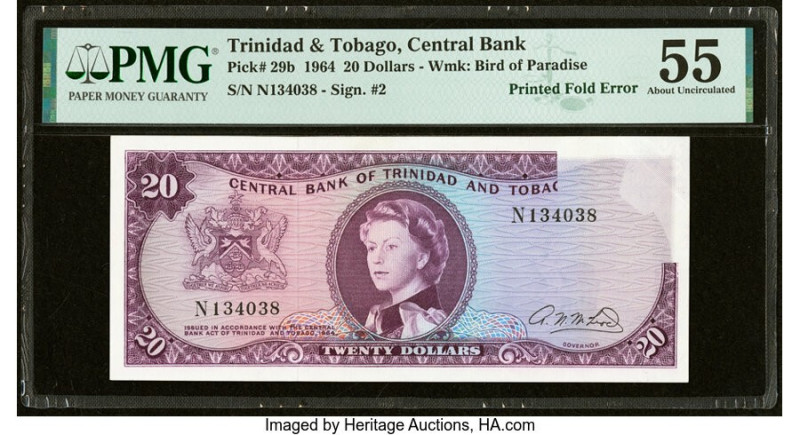 PMG
PAPER MONEY GUARANTY
Trinidad & Tobago, Central Bank
Pick# 29b 1964 20 Dollars - Wmk: Bird of Paradise
S/N N134038 - Sign. #2
Printed Fold Error
55
About Uncirculated
20
CENTRAL BANK OF TRINIDAD AND TOBAG
N134038
N134038
ISSUED IN ACCORDANCE WITH THE CENTRAL
BANK ACT OF TRINIDAD AND TOBAGO, 1964
GOVERNOR
20
TWENTY DOLLARS
20
Imaged by Heritage Auctions, HA.com